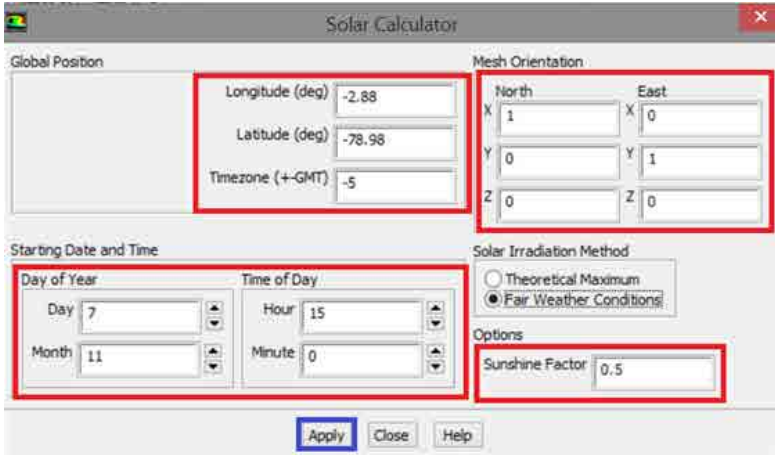 Solar Calculator
Global Position
Longitude (deg) -2.88
Latitude (deg) -78.98
Timezone (+-GMT) -5
Mesh Orientation
North East
X 1 X 0
Y 0 Y 1
Z 0 Z 0
Starting Date and Time
Day of Year Time of Day
Day 7 Hour 15
Month 11 Minute 0
Solar Irradiation Method
Theoretical Maximum
Fair Weather Conditions
Options
Sunshine Factor 0.5
Apply Close Help